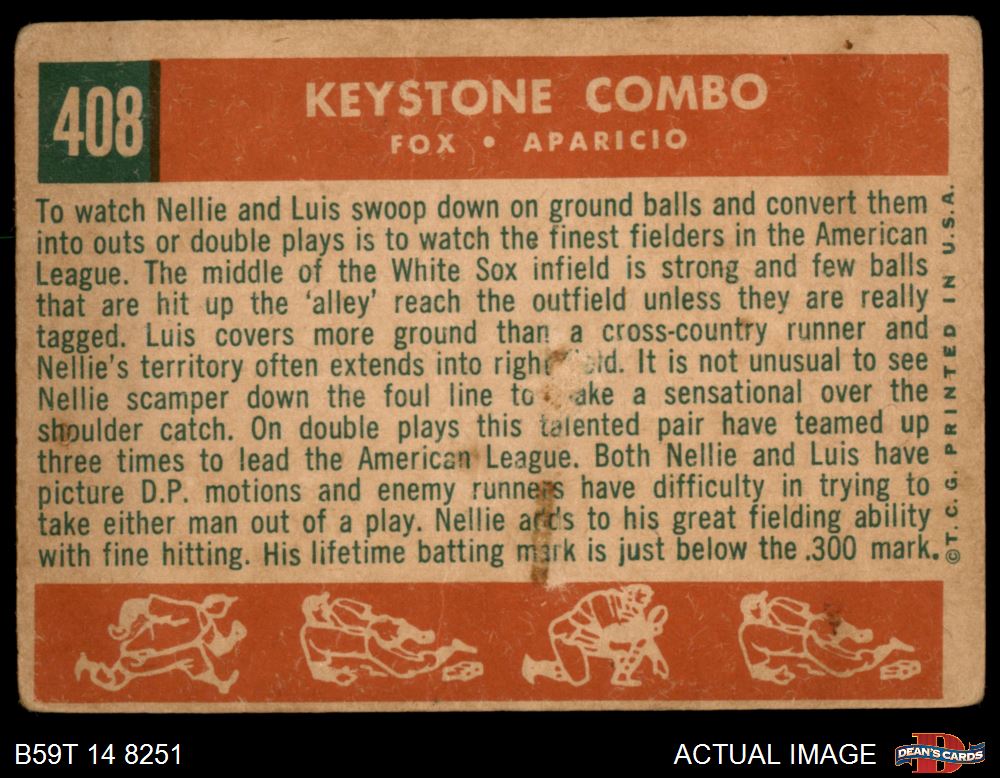 408
KEYSTONE COMBO
FOX • APARICIO
To watch Nellie and Luis swoop down on ground balls and convert them
into outs or double plays is to watch the finest fielders in the American
League. The middle of the White Sox infield is strong and few balls
that are hit up the 'alley' reach the outfield unless they are really
tagged. Luis covers more ground than a cross-country runner and
Nellie's territory often extends into right field. It is not unusual to see
Nellie scamper down the foul line to make a sensational over the
shoulder catch. On double plays this talented pair have teamed up
three times to lead the American League. Both Nellie and Luis have
picture D.P. motions and enemy runners have difficulty in trying to
take either man out of a play. Nellie adds to his great fielding ability
with fine hitting. His lifetime batting mark is just below the .300 mark.
©T.C.G. PRINTED IN U.S.A.
B59T 14 8251
ACTUAL IMAGE
DEAN'S CARDS